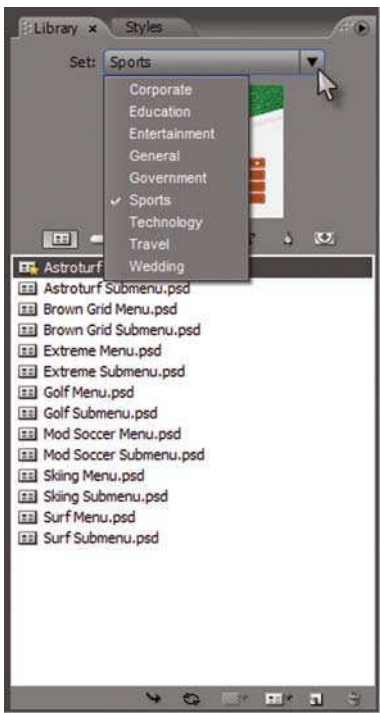 Library × Styles
Set: Sports
Corporate
Education
Entertainment
General
Government
Sports
Technology
Travel
Wedding
Astroturf
Astroturf Submenu.psd
Brown Grid Menu.psd
Brown Grid Submenu.psd
Extreme Menu.psd
Extreme Submenu.psd
Golf Menu.psd
Golf Submenu.psd
Mod Soccer Menu.psd
Mod Soccer Submenu.psd
Skiing Menu.psd
Skiing Submenu.psd
Surf Menu.psd
Surf Submenu.psd